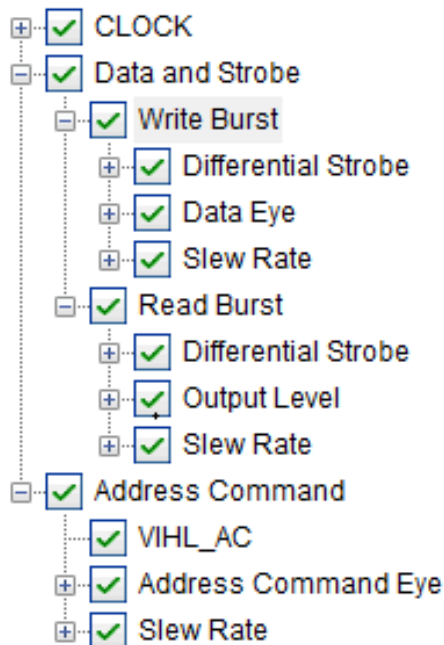 CLOCK
Data and Strobe
Write Burst
Differential Strobe
Data Eye
Slew Rate
Read Burst
Differential Strobe
Output Level
Slew Rate
Address Command
VIHL_AC
Address Command Eye
Slew Rate